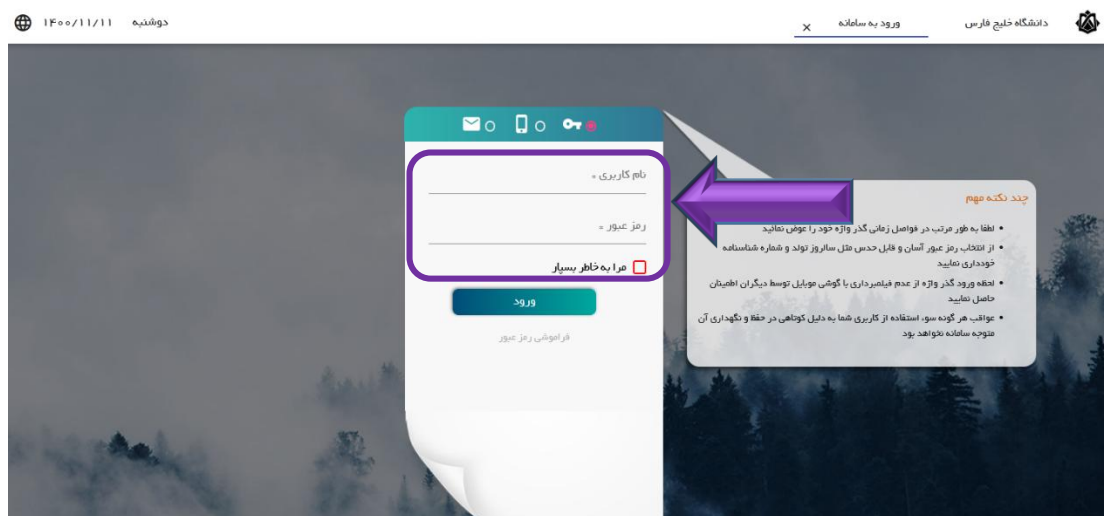 دانشگاه خلیج فارس
ورود به سامانه
دوشنبه ۱۴۰۰/۱۱/۱۱
نام کاربری *
رمز عبور *
مرا به خاطر بسپار
ورود
فراموشی رمز عبور
چند نکته مهم
• لطفا به طور مرتب در فواصل زمانی گذر واژه خود را عوض نمائید
• از انتخاب رمز عبور آسان و قابل حدس مثل سالروز تولد و شماره شناسنامه
خودداری نمایید
• لحظه ورود گذر واژه از عدم فیلمبرداری با گوشی موبایل توسط دیگران اطمینان
حاصل نمایید
• عواقب هر گونه سوء استفاده از کاربری شما به دلیل کوتاهی در حفظ و نگهداری آن
متوجه سامانه نخواهد بود